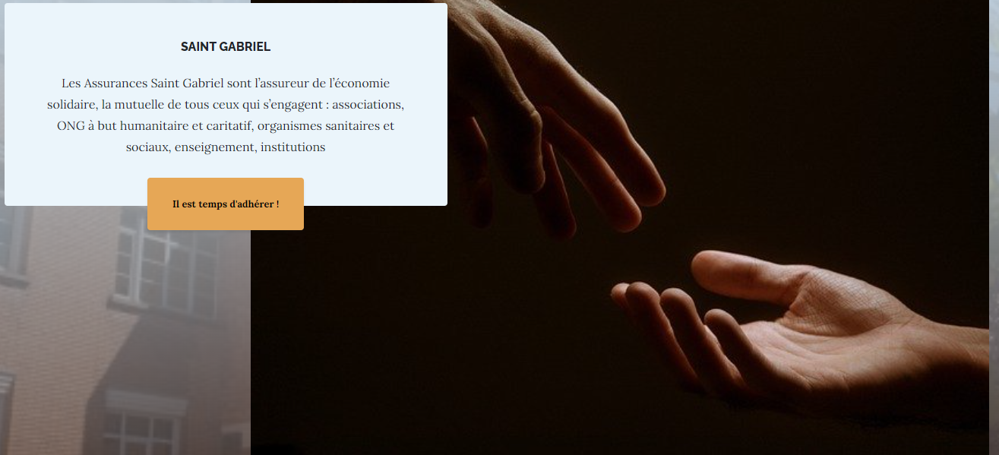 SAINT GABRIEL
Les Assurances Saint Gabriel sont l’assureur de l’économie
solidaire, la mutuelle de tous ceux qui s’engagent : associations,
ONG à but humanitaire et caritatif, organismes sanitaires et
sociaux, enseignement, institutions
Il est temps d'adhérer !